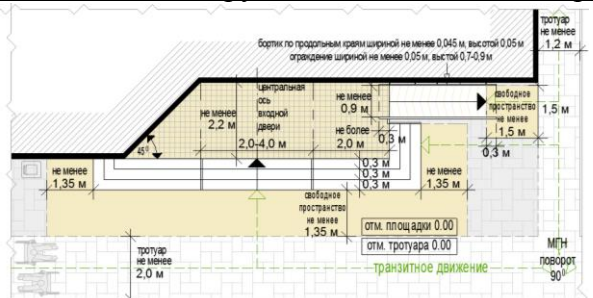 тротуар
не менее
1,2 м
бортик по продольным краям шириной не менее 0,045 м, высотой 0,05 м
ограждение шириной не менее 0,05 м, выстой 0,7-0,9 м
центральная
ось
входной
двери
не менее
2,2 м
не менее
0,9 м
свободное
пространство
не менее
1,5 м
1,5 м
45⁰
2,0-4,0 м
не более
2,0 м
0,3 м
0,3 м
0,3 м
0,3 м
0,3 м
не менее
1,35 м
не менее
1,35 м
свободное
пространство
не менее
1,35 м
отм. площадки 0.00
отм. тротуара 0.00
тротуар
не менее
2,0 м
транзитное движение
МГН
поворот
90⁰